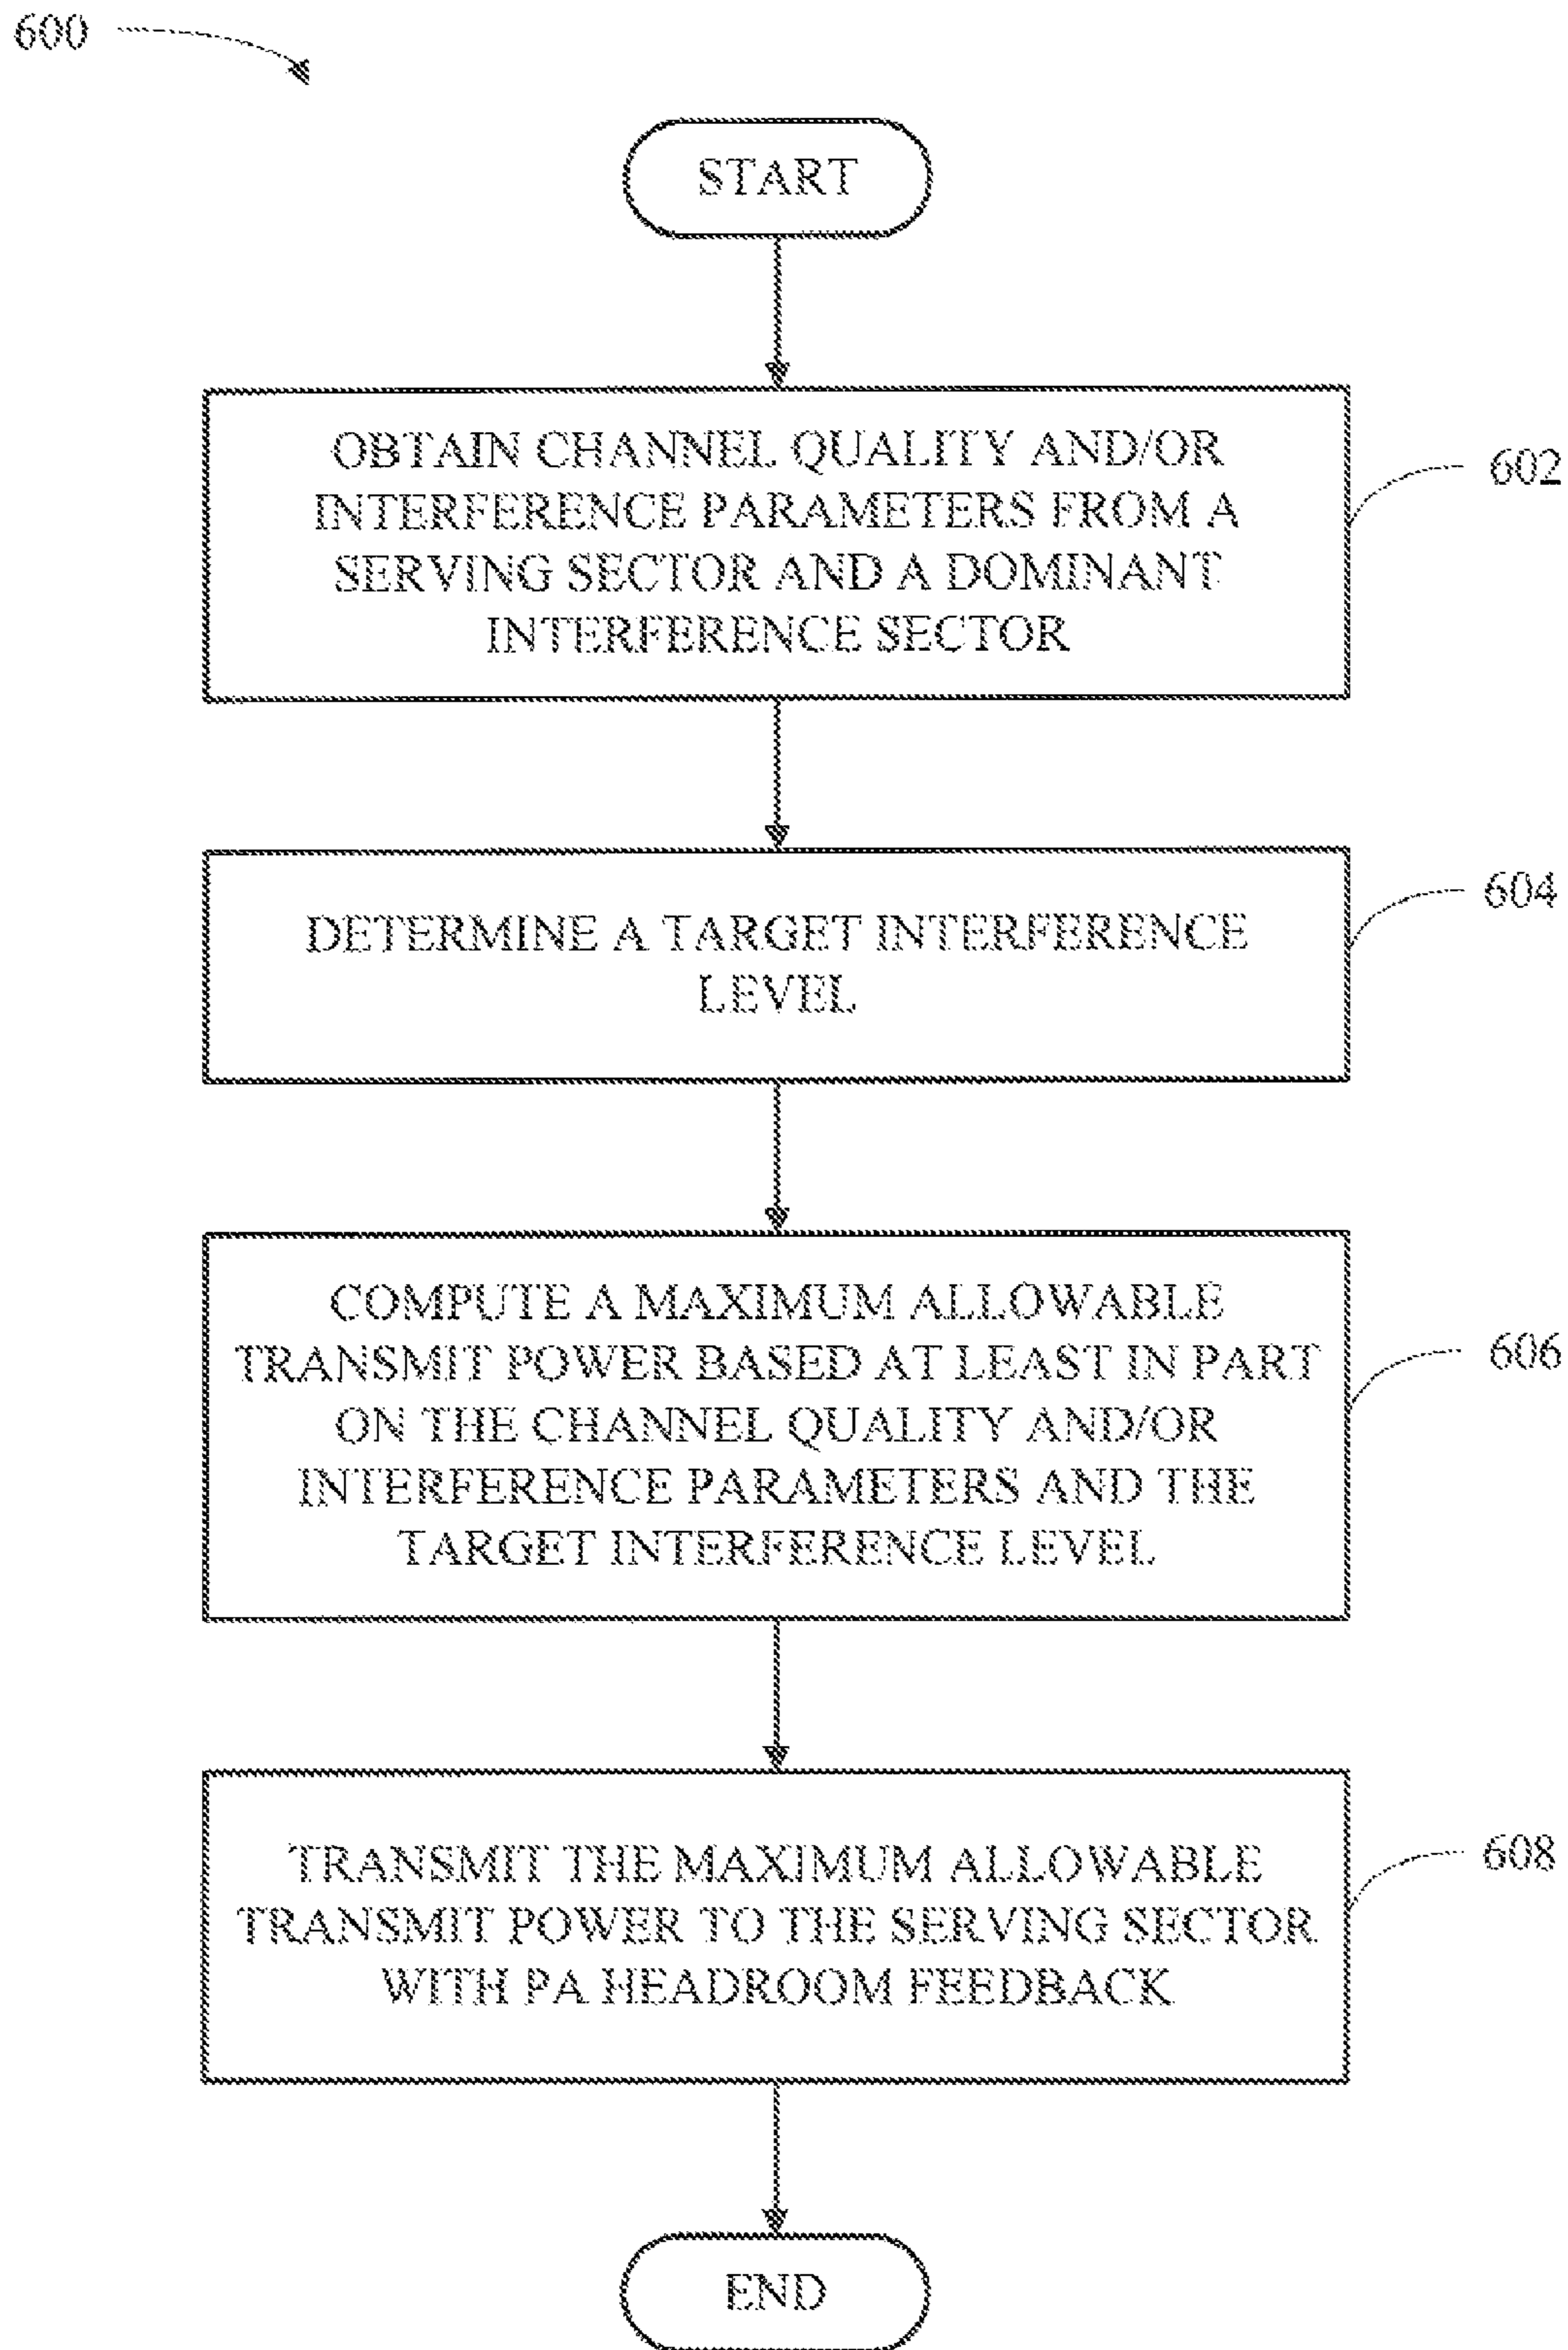 600
START
OBTAIN CHANNEL QUALITY AND/OR
INTERFERENCE PARAMETERS FROM A
SERVING SECTOR AND A DOMINANT
INTERFERENCE SECTOR
602
DETERMINE A TARGET INTERFERENCE
LEVEL
604
COMPUTE A MAXIMUM ALLOWABLE
TRANSMIT POWER BASED AT LEAST IN PART
ON THE CHANNEL QUALITY AND/OR
INTERFERENCE PARAMETERS AND THE
TARGET INTERFERENCE LEVEL
606
TRANSMIT THE MAXIMUM ALLOWABLE
TRANSMIT POWER TO THE SERVING SECTOR
WITH PA HEADROOM FEEDBACK
608
END